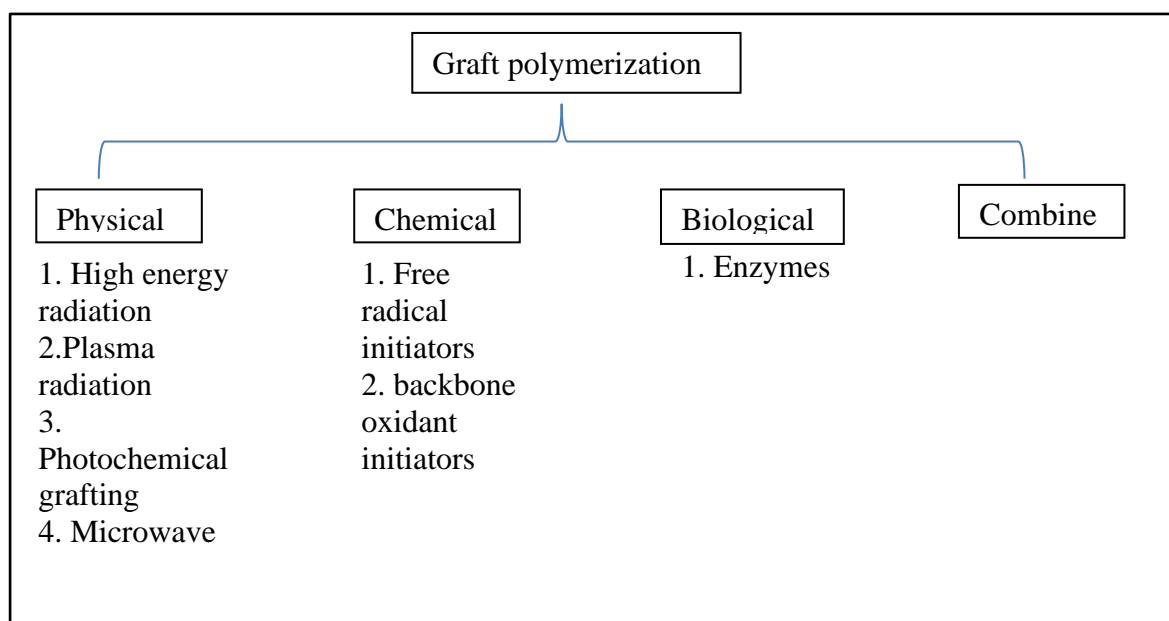 Graft polymerization
Physical
1. High energy
radiation
2.Plasma
radiation
3.
Photochemical
grafting
4. Microwave
Chemical
1. Free
radical
initiators
2. backbone
oxidant
initiators
Biological
1. Enzymes
Combine